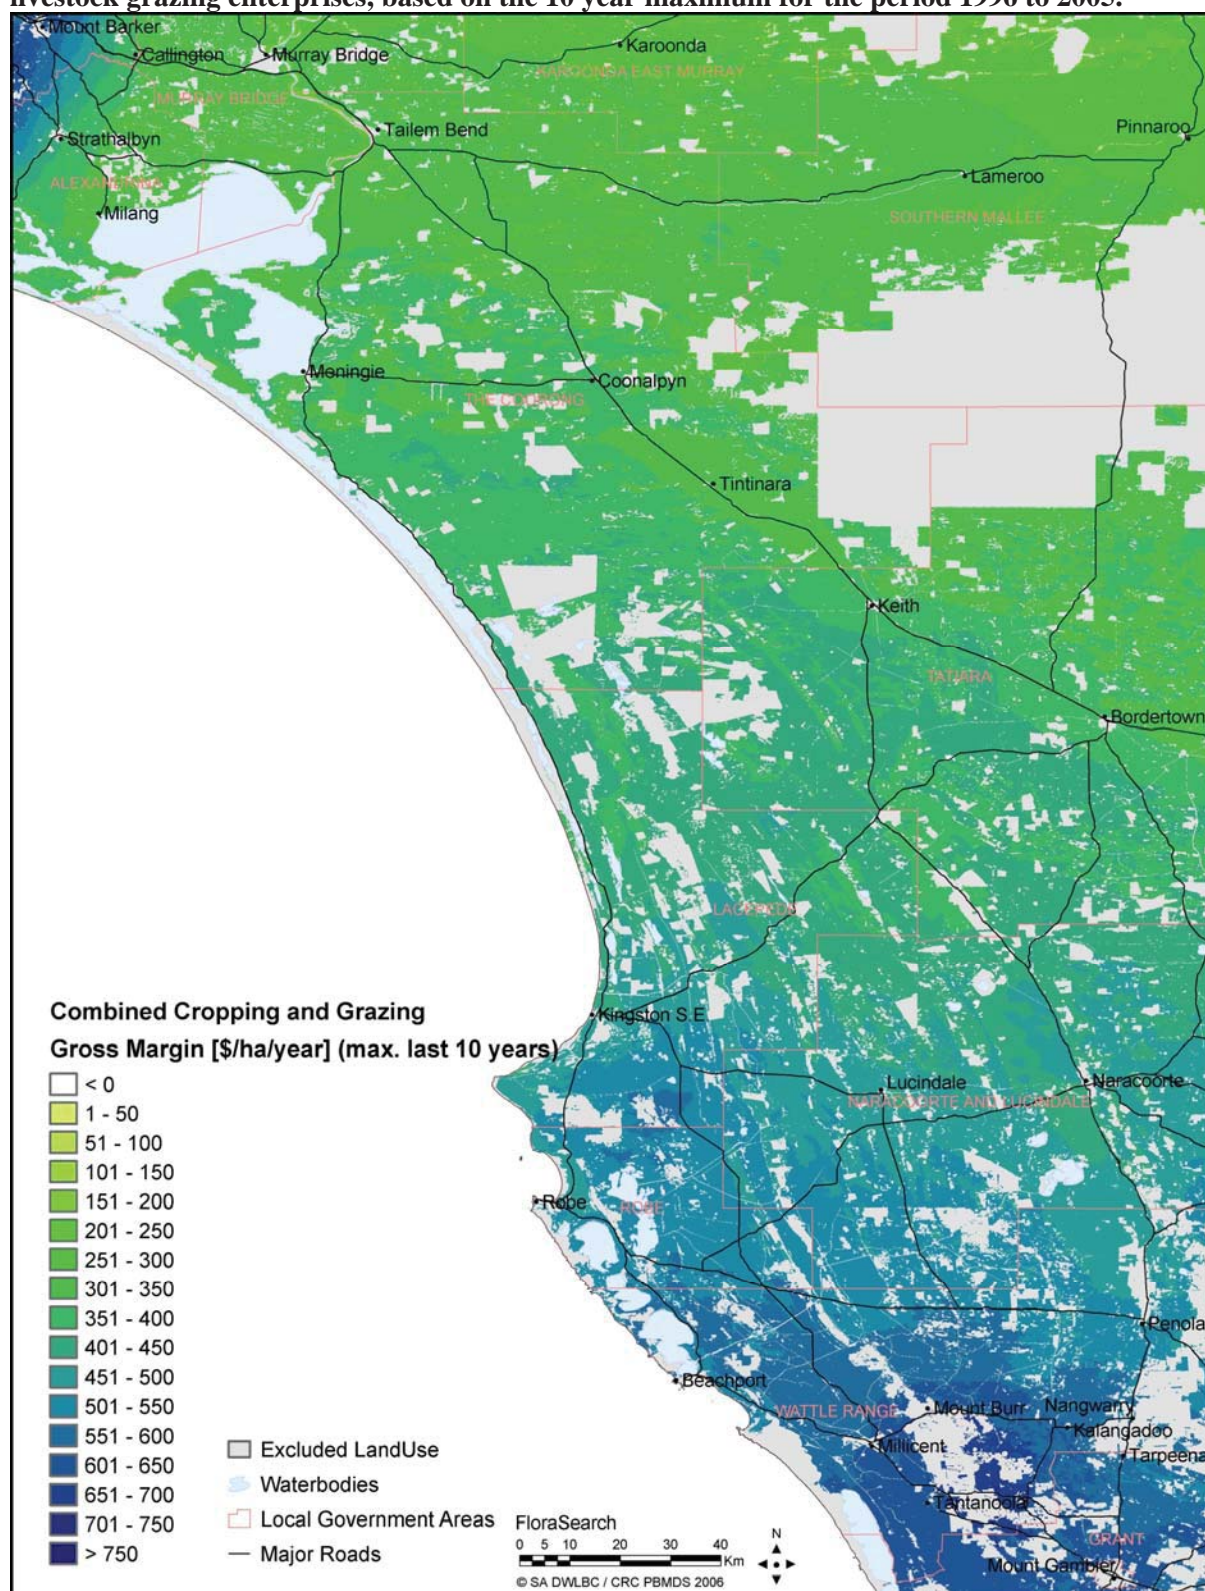 livestock grazing enterprises, based on the 10 year maximum for the period 1996 to 2005.
Mount Barker
Callington
Murray Bridge
Karoonda
KAROONDA EAST MURRAY
MURRAY BRIDGE
Strathalbyn
Tailem Bend
Pinnaroo
ALEXANDRINA
Lameroo
Milang
SOUTHERN MALLEE
Meningie
Coonalpyn
THE COORONG
Tintinara
Keith
TATIARA
Bordertown
LACEPEDE
Kingston S.E
Lucindale
Naracoorte
NARACOORTE AND LUCINDALE
Robe
ROBE
Penola
Beachport
WATTLE RANGE
Mount Burr
Nangwarry
Kalangadoo
Millicent
Tarpeena
Tantanoola
GRANT
Mount Gambier
Combined Cropping and Grazing
Gross Margin [$/ha/year] (max. last 10 years)
< 0
1 - 50
51 - 100
101 - 150
151 - 200
201 - 250
251 - 300
301 - 350
351 - 400
401 - 450
451 - 500
501 - 550
551 - 600
601 - 650
651 - 700
701 - 750
> 750
Excluded LandUse
Waterbodies
Local Government Areas
Major Roads
FloraSearch
0 5 10 20 30 40
Km
N
© SA DWLBC / CRC PBMDS 2006